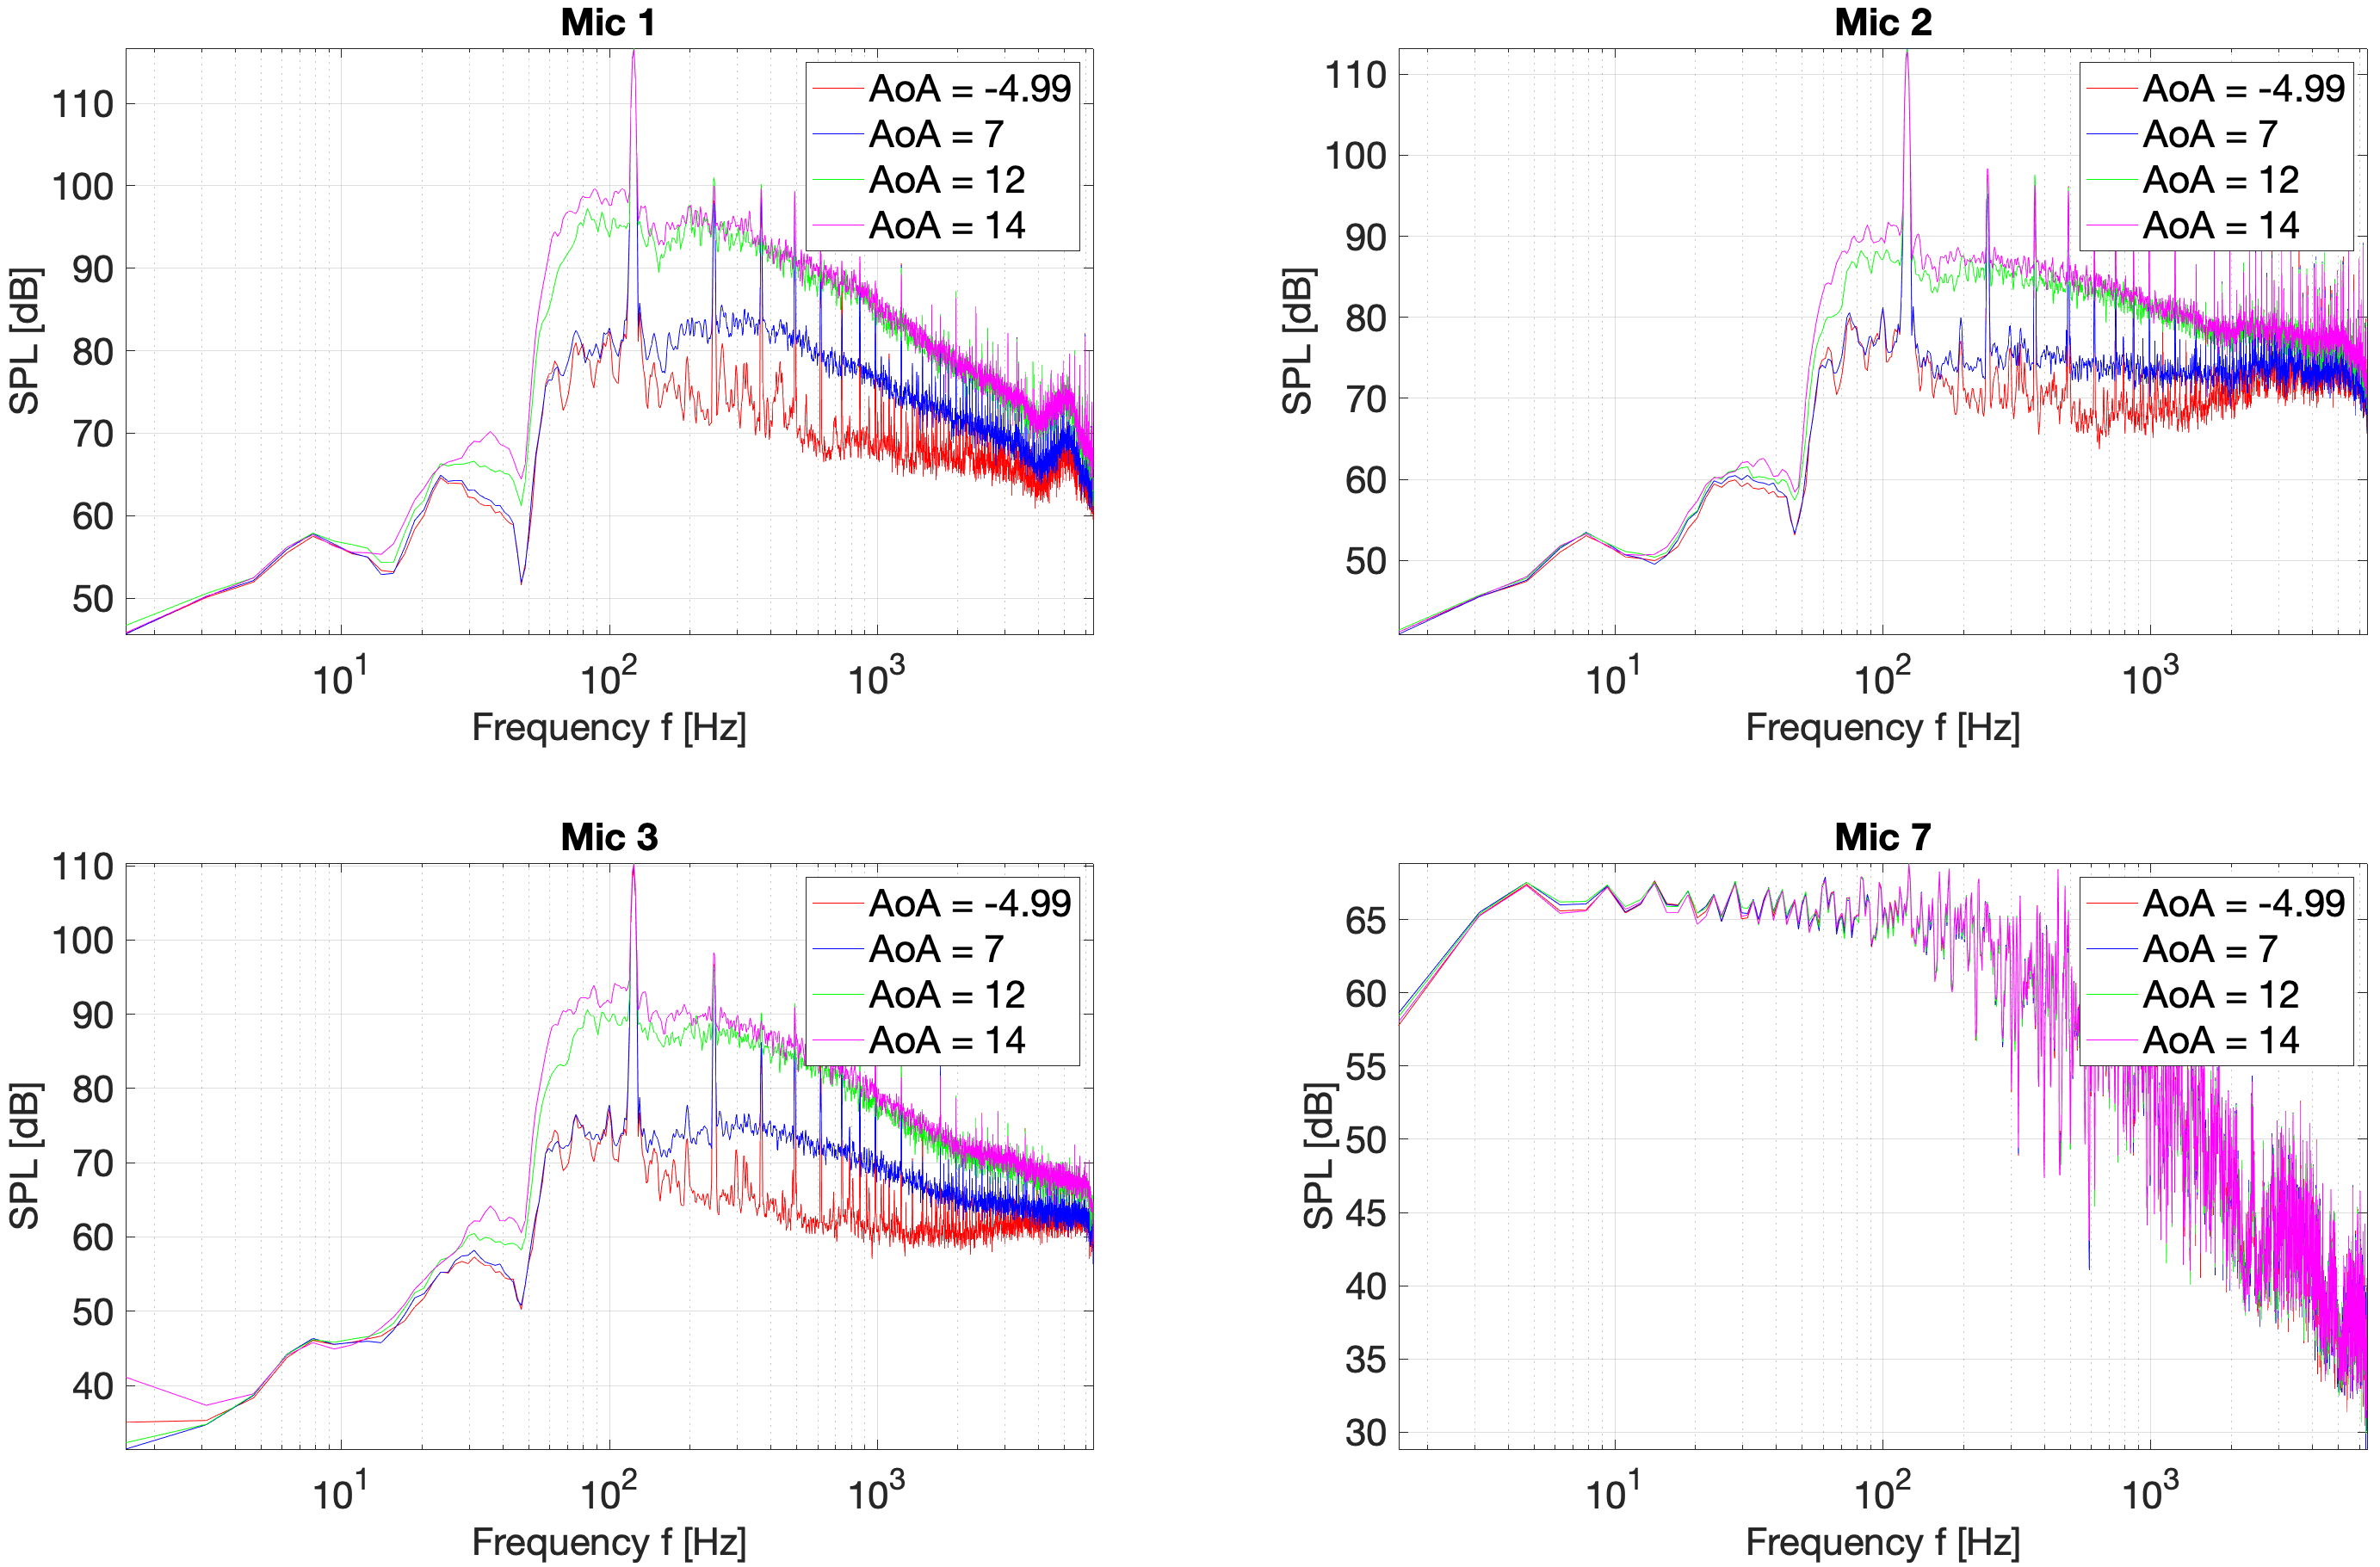 Mic 1
SPL [dB]
110
100
90
80
70
60
50
AoA = -4.99
AoA = 7
AoA = 12
AoA = 14
10^1
10^2
10^3
Frequency f [Hz]
Mic 2
SPL [dB]
110
100
90
80
70
60
50
AoA = -4.99
AoA = 7
AoA = 12
AoA = 14
10^1
10^2
10^3
Frequency f [Hz]
Mic 3
SPL [dB]
110
100
90
80
70
60
50
40
AoA = -4.99
AoA = 7
AoA = 12
AoA = 14
10^1
10^2
10^3
Frequency f [Hz]
Mic 7
SPL [dB]
65
60
55
50
45
40
35
30
AoA = -4.99
AoA = 7
AoA = 12
AoA = 14
10^1
10^2
10^3
Frequency f [Hz]